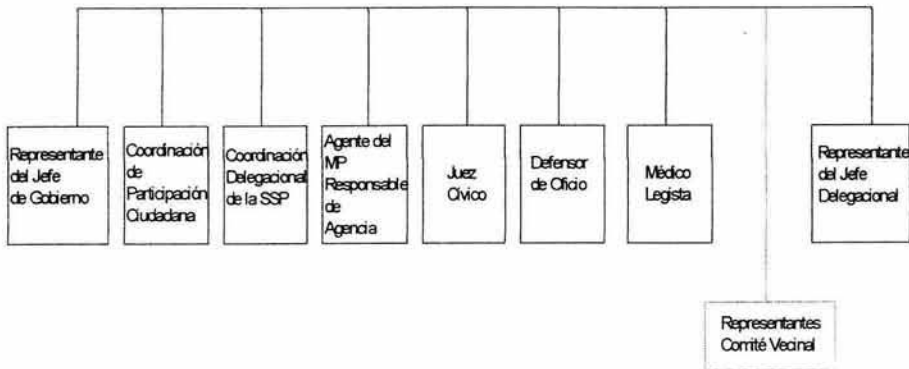 Representante
del Jefe
de Gobierno
Coordinación
de
Participación
Ciudadana
Coordinación
Delegacional
de la SSP
Agente del
MP
Responsable
de
Agencia
Juez
Cívico
Defensor
de Oficio
Médico
Legista
Representante
del Jefe
Delegacional
Representantes
Comité Vecinal